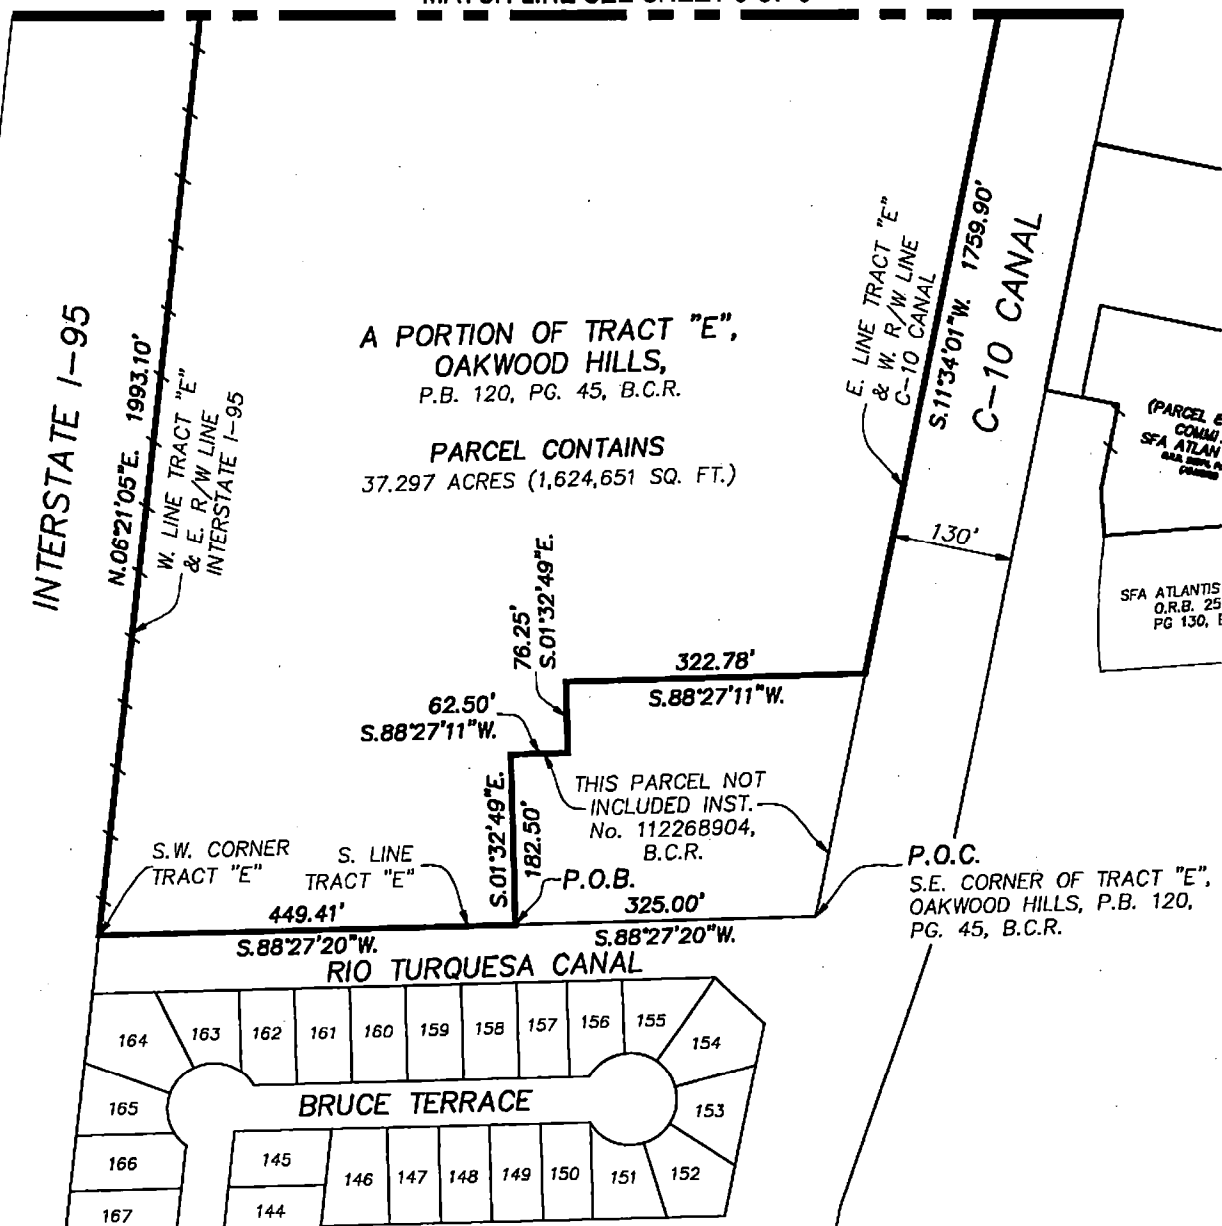 INTERSTATE I-95
N.06°21'05"E. 1993.10'
W. LINE TRACT "E"
& E. R/W LINE
INTERSTATE I-95
A PORTION OF TRACT "E",
OAKWOOD HILLS,
P.B. 120, PG. 45, B.C.R.
PARCEL CONTAINS
37.297 ACRES (1,624,651 SQ. FT.)
E. LINE TRACT "E"
& W. R/W LINE
C-10 CANAL
S.11°34'01"W. 1759.90'
C-10 CANAL
130'
(PARCEL
SFA ATLAN
SFA ATLANTIS
O.R.B. 25
PG 130,
76.25'
S.01°32'49"E.
322.78'
S.88°27'11"W.
62.50'
S.88°27'11"W.
S.01°32'49"E.
182.50'
THIS PARCEL NOT
INCLUDED INST.
No. 112268904,
B.C.R.
S.W. CORNER
TRACT "E"
S. LINE
TRACT "E"
P.O.B.
P.O.C.
S.E. CORNER OF TRACT "E",
OAKWOOD HILLS, P.B. 120,
PG. 45, B.C.R.
449.41'
S.88°27'20"W.
325.00'
S.88°27'20"W.
RIO TURQUESA CANAL
164
163
162
161
160
159
158
157
156
155
154
165
BRUCE TERRACE
153
166
145
146
147
148
149
150
151
152
167
144